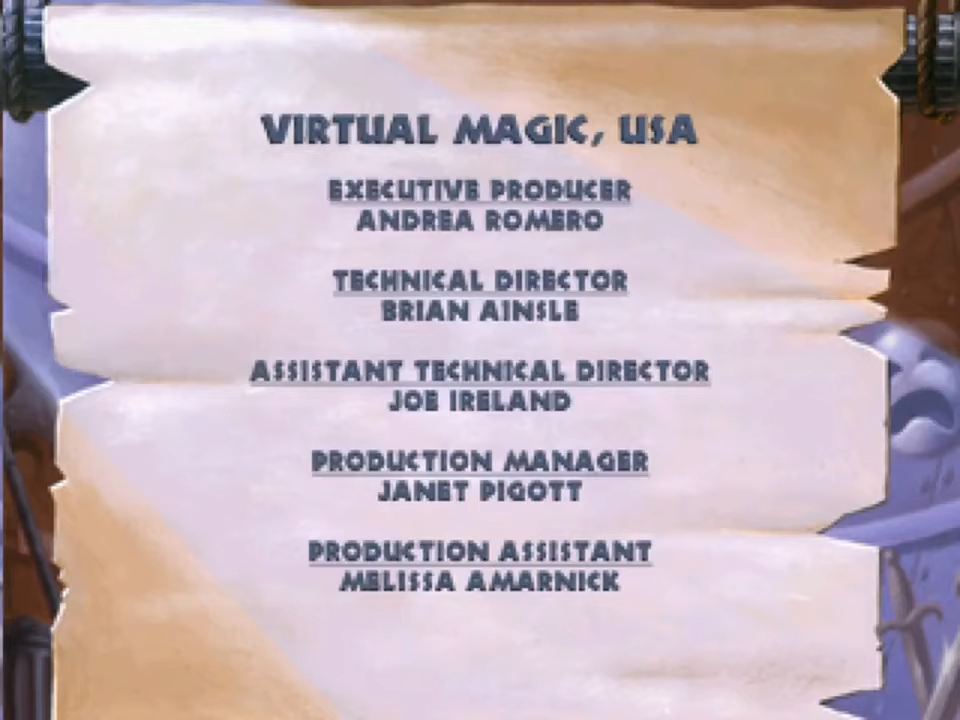 VIRTUAL MAGIC, USA
EXECUTIVE PRODUCER
ANDREA ROMERO
TECHNICAL DIRECTOR
BRIAN AINSLE
ASSISTANT TECHNICAL DIRECTOR
JOE IRELAND
PRODUCTION MANAGER
JANET PIGOTT
PRODUCTION ASSISTANT
MELISSA AMARNICK